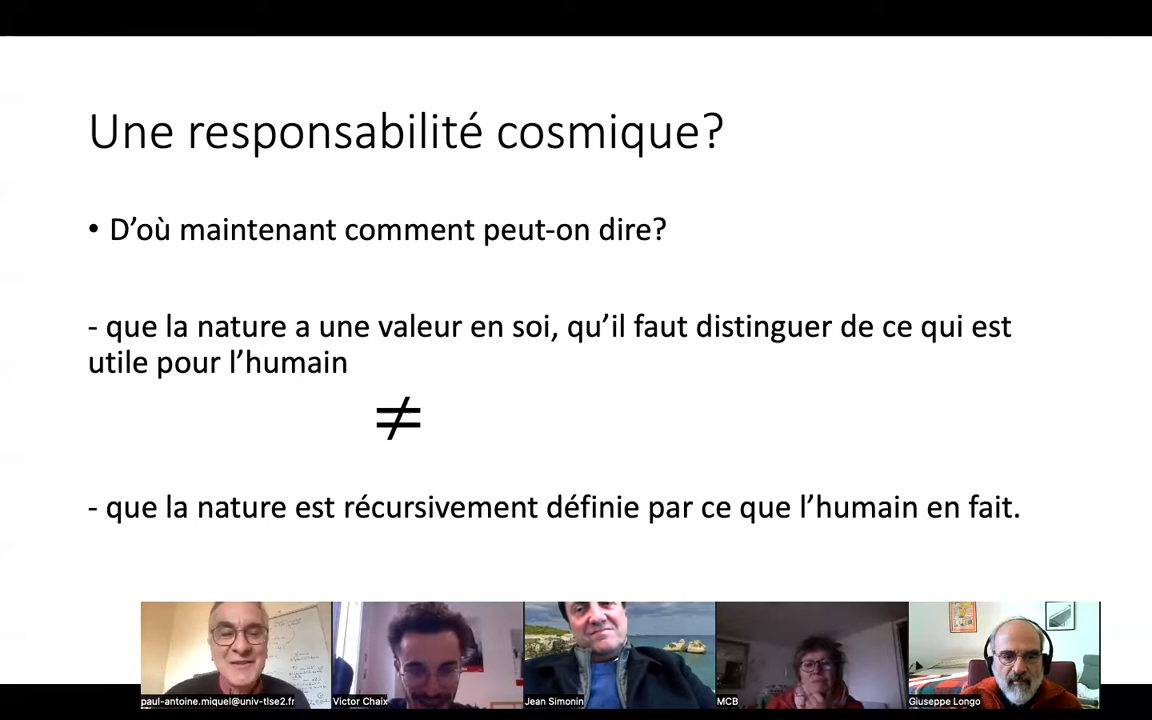 Une responsabilité cosmique?
• D’où maintenant comment peut-on dire?
- que la nature a une valeur en soi, qu’il faut distinguer de ce qui est
utile pour l’humain
≠
- que la nature est récursivement définie par ce que l’humain en fait.
paul-antoine.miquel@univ-tlse2.fr
Victor Chaix
Jean Simonin
MCB
Giuseppe Longo